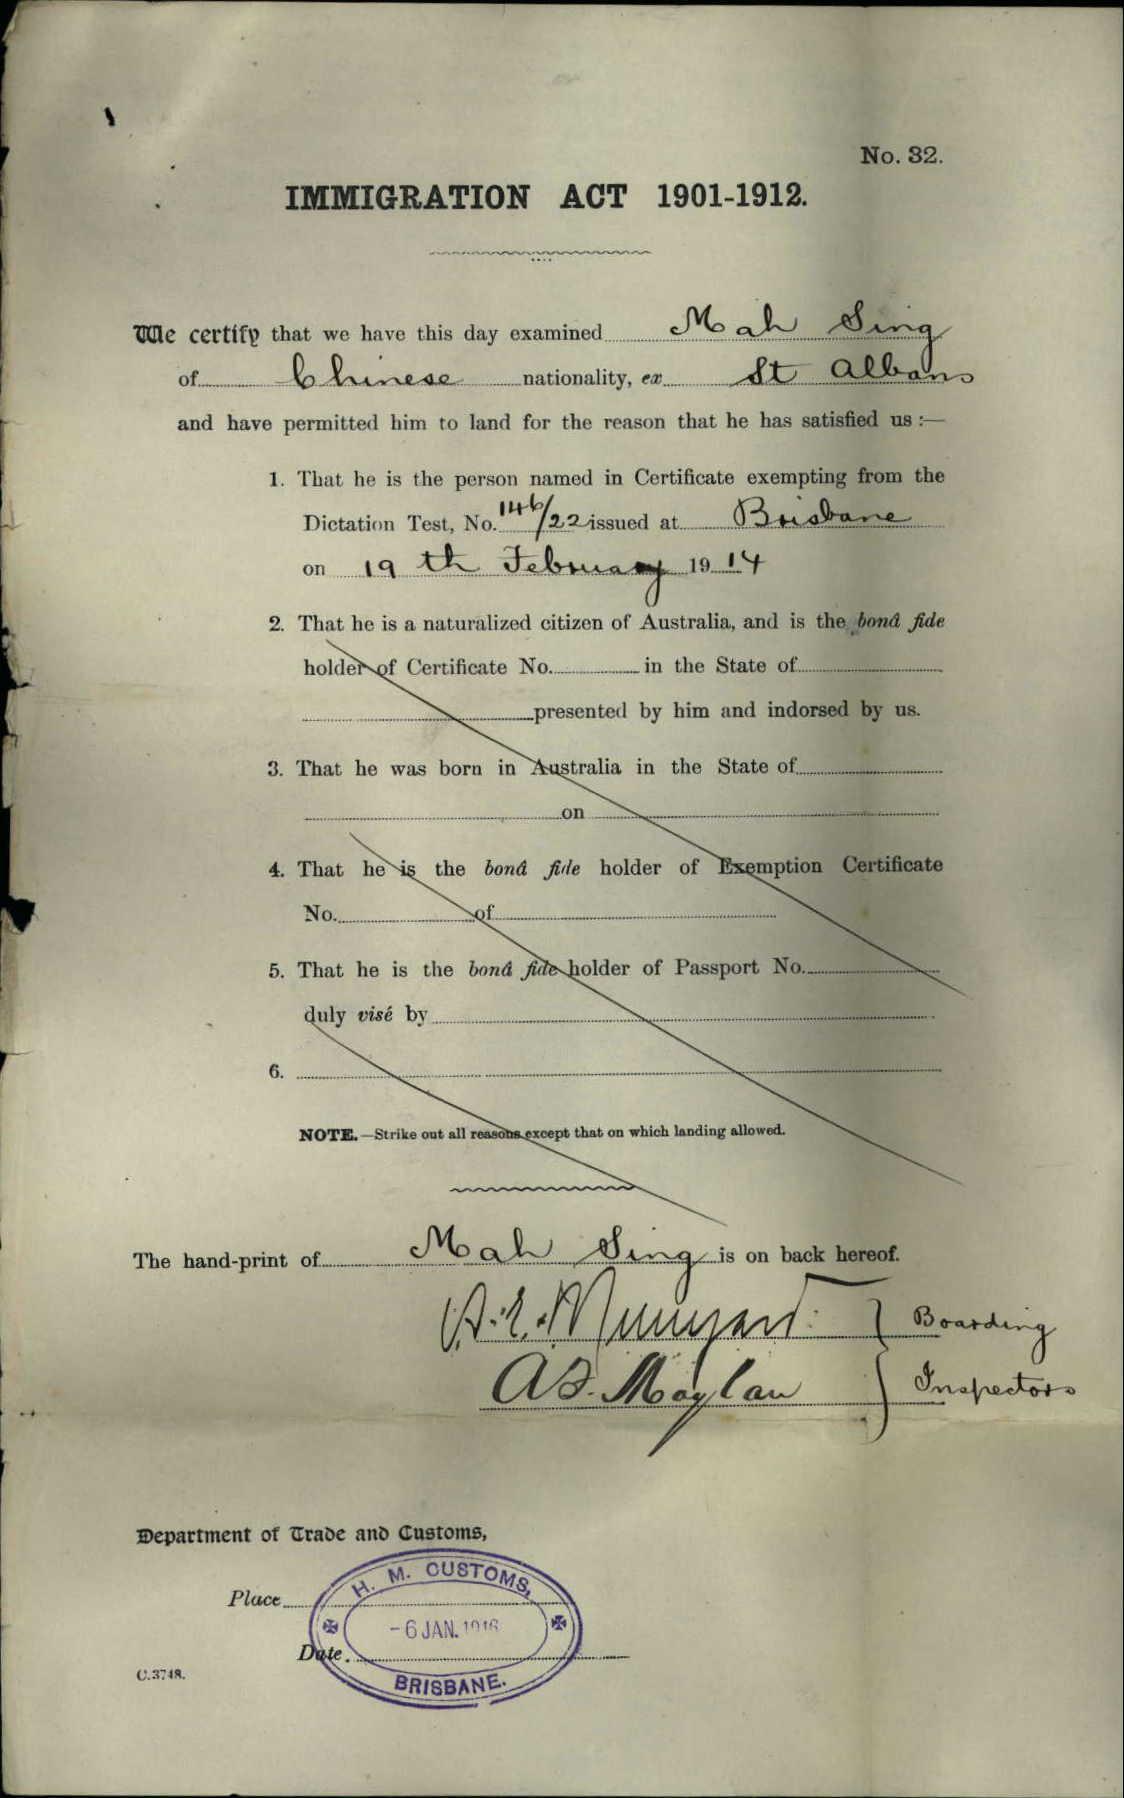 No. 32.
IMMIGRATION ACT 1901-1912.
We certify that we have this day examined Mah Sing
of Chinese nationality, ex St Albans
and have permitted him to land for the reason that he has satisfied us :—
1. That he is the person named in Certificate exempting from the
Dictation Test, No. 146/22 issued at Brisbane
on 19th February 1914
2. That he is a naturalized citizen of Australia, and is the bonâ fide
holder of Certificate No. in the State of
presented by him and indorsed by us.
3. That he was born in Australia in the State of
on
4. That he is the bonâ fide holder of Exemption Certificate
No. of
5. That he is the bonâ fide holder of Passport No.
duly visé by
6.
NOTE.—Strike out all reasons except that on which landing allowed.
The hand-print of Mah Sing is on back hereof.
Boarding
Inspectors
Department of Trade and Customs,
H. M. CUSTOMS,
Place
-6 JAN. 1916
Date
BRISBANE.
C.3748.